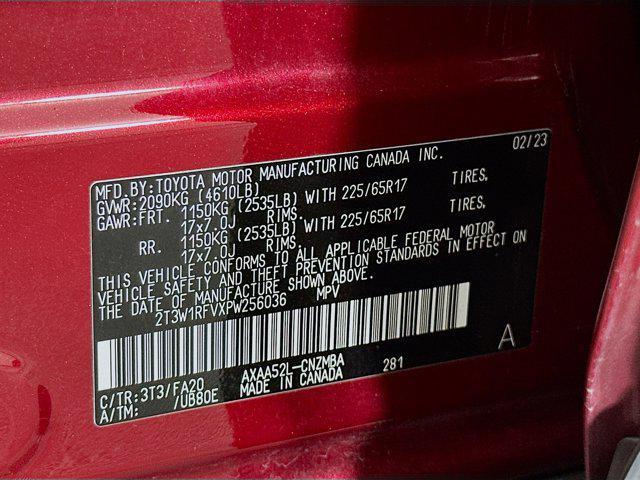 02/23
MFD.BY:TOYOTA MOTOR MANUFACTURING CANADA INC.
GVWR:2090KG (4610LB)
GAWR:FRT. 1150KG (2535LB) WITH 225/65R17 TIRES.
17x7.0J RIMS.
RR. 1150KG (2535LB) WITH 225/65R17 TIRES.
17x7.0J RIMS.
THIS VEHICLE CONFORMS TO ALL APPLICABLE FEDERAL MOTOR
VEHICLE SAFETY AND THEFT PREVENTION STANDARDS IN EFFECT ON
THE DATE OF MANUFACTURE SHOWN ABOVE.
2T3W1RFVXPW256036 MPV
A
C/TR:3T3/FA20 AXAA52L-CNZMBA 281
A/TM: /UB80E MADE IN CANADA